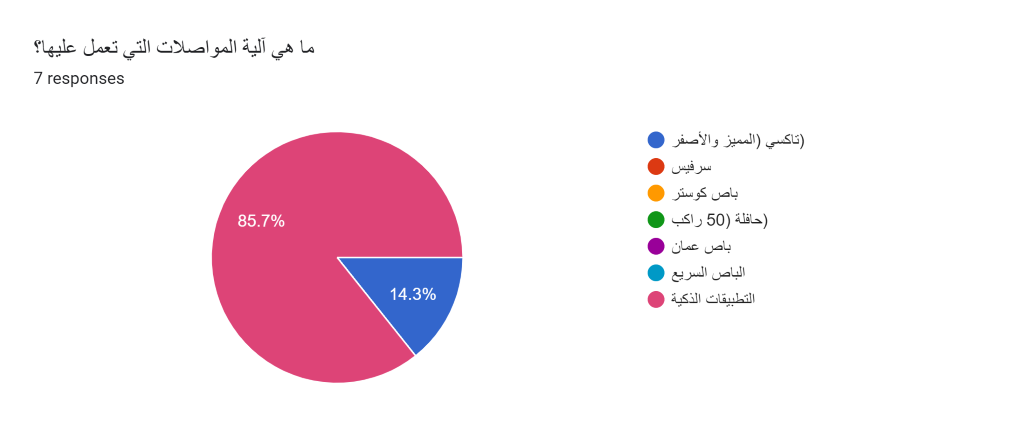 ما هي آلية المواصلات التي تعمل عليها؟
7 responses
85.7%
14.3%
تاكسي (المميز والأصفر)
سرفيس
باص كوستر
حافلة (50 راكب)
باص عمان
الباص السريع
التطبيقات الذكية